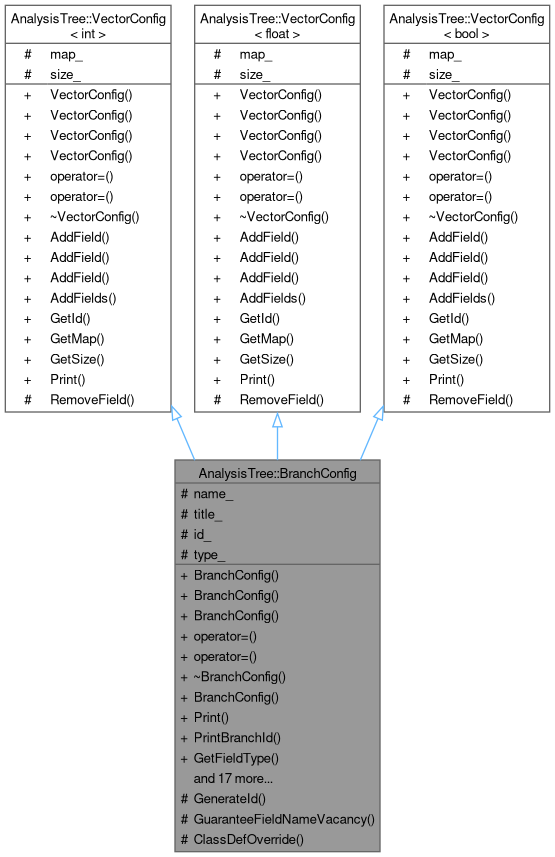 AnalysisTree::VectorConfig
< int >
# map_
# size_
+ VectorConfig()
+ VectorConfig()
+ VectorConfig()
+ VectorConfig()
+ operator=()
+ operator=()
+ ~VectorConfig()
+ AddField()
+ AddField()
+ AddField()
+ AddFields()
+ GetId()
+ GetMap()
+ GetSize()
+ Print()
# RemoveField()
AnalysisTree::VectorConfig
< float >
# map_
# size_
+ VectorConfig()
+ VectorConfig()
+ VectorConfig()
+ VectorConfig()
+ operator=()
+ operator=()
+ ~VectorConfig()
+ AddField()
+ AddField()
+ AddField()
+ AddFields()
+ GetId()
+ GetMap()
+ GetSize()
+ Print()
# RemoveField()
AnalysisTree::VectorConfig
< bool >
# map_
# size_
+ VectorConfig()
+ VectorConfig()
+ VectorConfig()
+ VectorConfig()
+ operator=()
+ operator=()
+ ~VectorConfig()
+ AddField()
+ AddField()
+ AddField()
+ AddFields()
+ GetId()
+ GetMap()
+ GetSize()
+ Print()
# RemoveField()
AnalysisTree::BranchConfig
# name_
# title_
# id_
# type_
+ BranchConfig()
+ BranchConfig()
+ BranchConfig()
+ operator=()
+ operator=()
+ ~BranchConfig()
+ BranchConfig()
+ Print()
+ PrintBranchId()
+ GetFieldType()
and 17 more...
# GenerateId()
# GuaranteeFieldNameVacancy()
# ClassDefOverride()